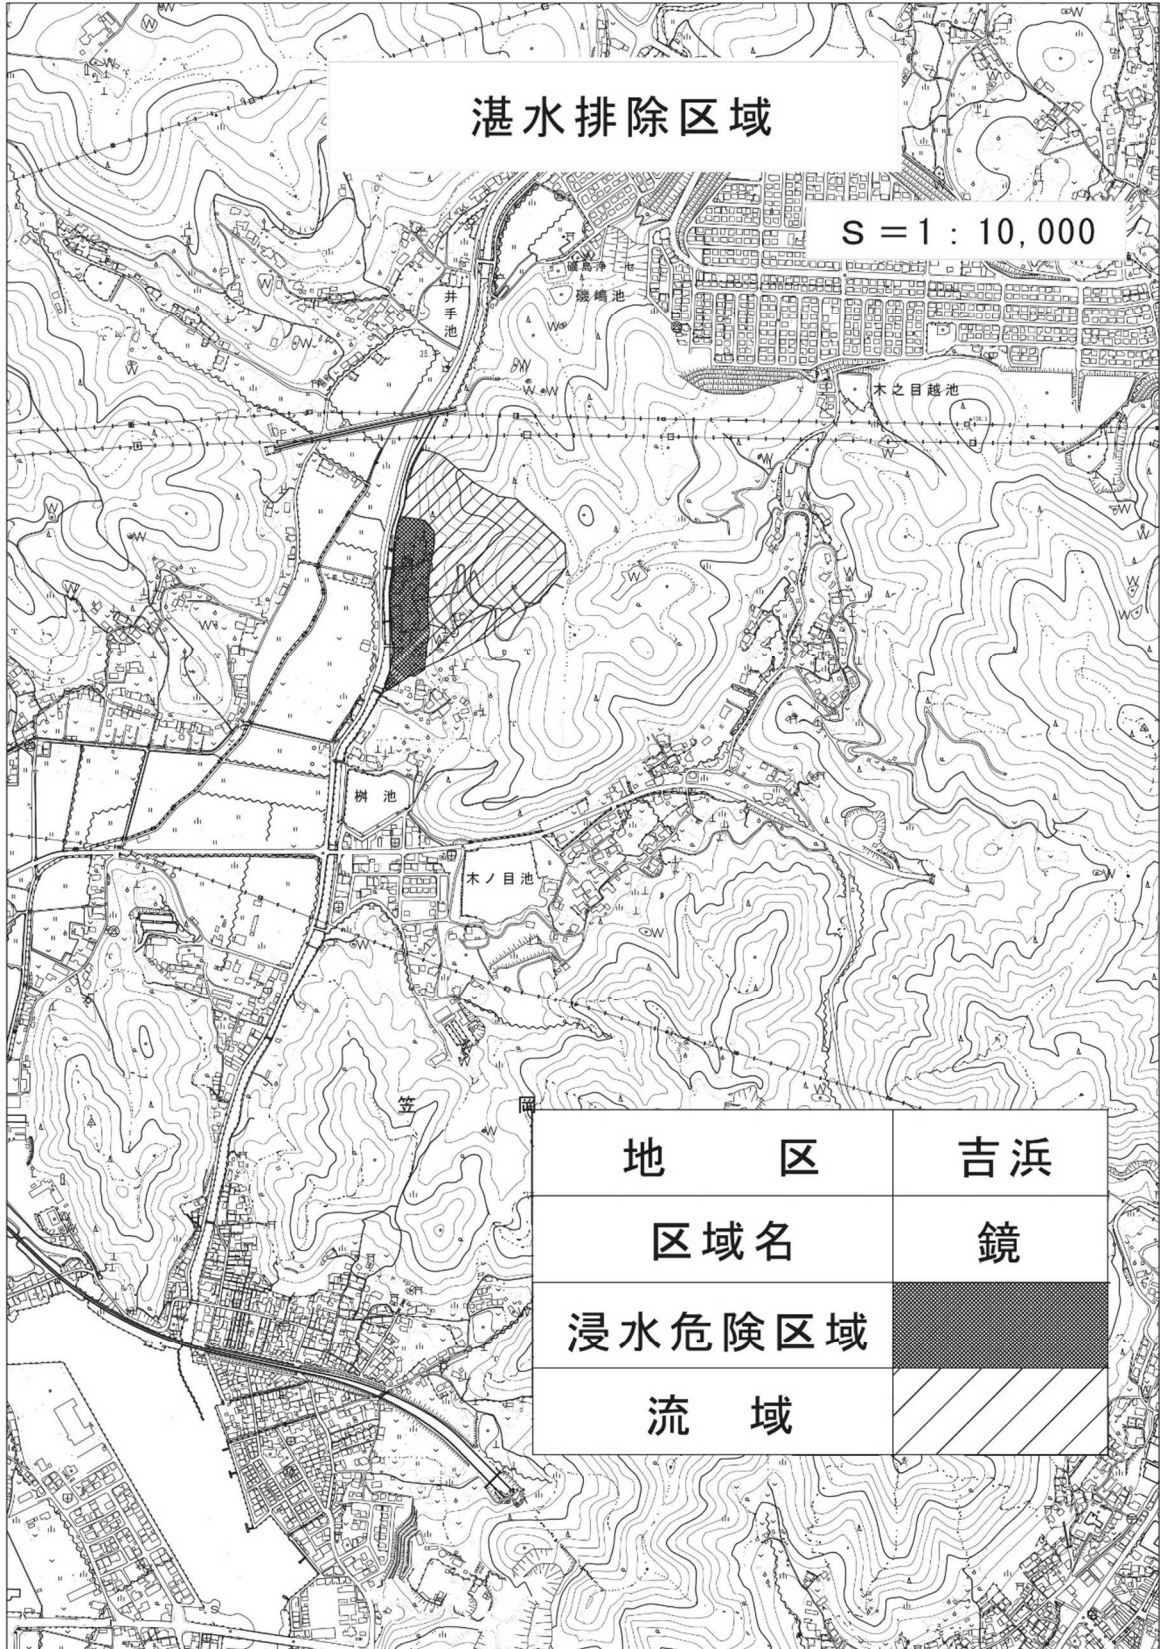 湛水排除区域
S=1:10,000
井手池
磯嶋池
木之目越池
桝池
木ノ目池
笠岡
地区 吉浜
区域名 鏡
浸水危険区域
流域